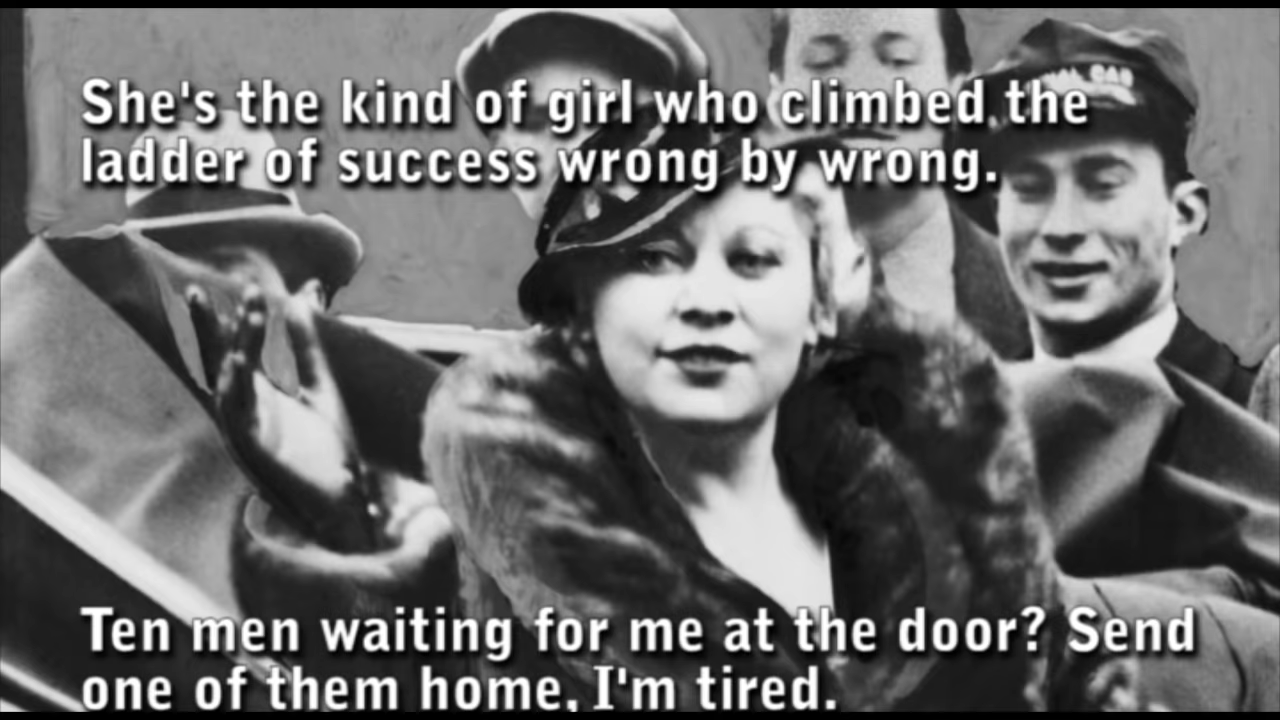 She's the kind of girl who climbed the
ladder of success wrong by wrong.
Ten men waiting for me at the door? Send
one of them home, I'm tired.